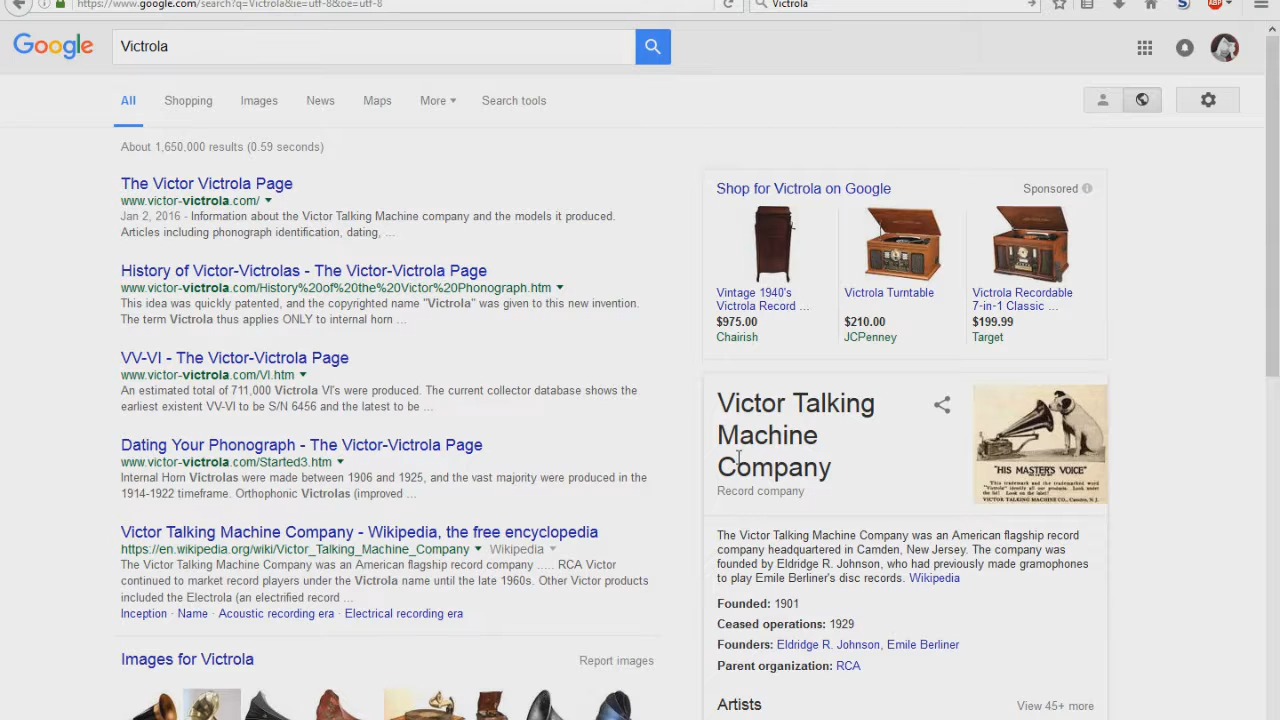 https://www.google.com/search?q=Victrola&ie=utf-8&oe=utf-8
Victrola
Google
Victrola
All
Shopping
Images
News
Maps
More
Search tools
About 1,650,000 results (0.59 seconds)
The Victor Victrola Page
www.victor-victrola.com/
Jan 2, 2016 - Information about the Victor Talking Machine company and the models it produced.
Articles including phonograph identification, dating, ...
History of Victor-Victrolas - The Victor-Victrola Page
www.victor-victrola.com/History%20of%20the%20Victor%20Phonograph.htm
This idea was quickly patented, and the copyrighted name "Victrola" was given to this new invention.
The term Victrola thus applies ONLY to internal horn ...
VV-VI - The Victor-Victrola Page
www.victor-victrola.com/VI.htm
An estimated total of 711,000 Victrola VI's were produced. The current collector database shows the
earliest existent VV-VI to be S/N 6456 and the latest to be ...
Dating Your Phonograph - The Victor-Victrola Page
www.victor-victrola.com/Started3.htm
Internal Horn Victrolas were made between 1906 and 1925, and the vast majority were produced in the
1914-1922 timeframe. Orthophonic Victrolas (improved ...
Victor Talking Machine Company - Wikipedia, the free encyclopedia
https://en.wikipedia.org/wiki/Victor_Talking_Machine_Company Wikipedia
The Victor Talking Machine Company was an American flagship record company ..... RCA Victor
continued to market record players under the Victrola name until the late 1960s. Other Victor products
included the Electrola (an electrified record ...
Inception · Name · Acoustic recording era · Electrical recording era
Images for Victrola
Report images
Shop for Victrola on Google
Sponsored
Vintage 1940's
Victrola Record ...
$975.00
Chairish
Victrola Turntable
$210.00
JCPenney
Victrola Recordable
7-in-1 Classic ...
$199.99
Target
Victor Talking
Machine
Company
Record company
"HIS MASTER'S VOICE"
The Victor Talking Machine Company was an American flagship record
company headquartered in Camden, New Jersey. The company was
founded by Eldridge R. Johnson, who had previously made gramophones
to play Emile Berliner's disc records. Wikipedia
Founded: 1901
Ceased operations: 1929
Founders: Eldridge R. Johnson, Emile Berliner
Parent organization: RCA
Artists
View 45+ more